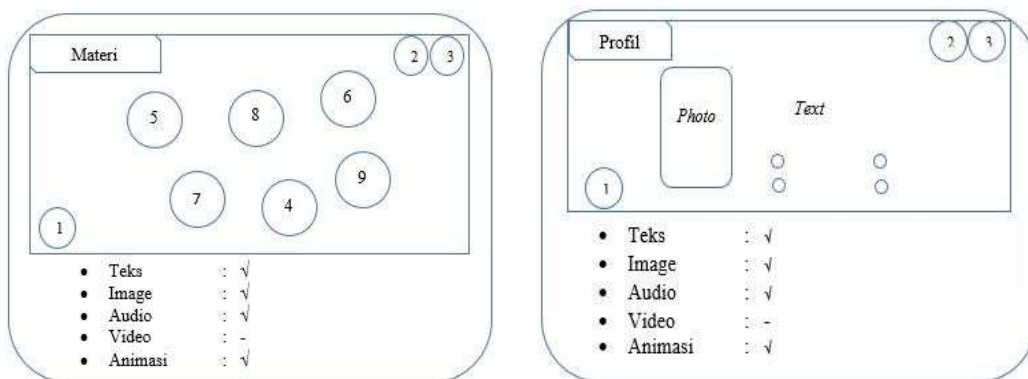 Materi
2 3
6
5 8
9
7 4
1
• Teks : √
• Image : √
• Audio : √
• Video : -
• Animasi : √
Profil
2 3
Photo Text
1
• Teks : √
• Image : √
• Audio : √
• Video : -
• Animasi : √